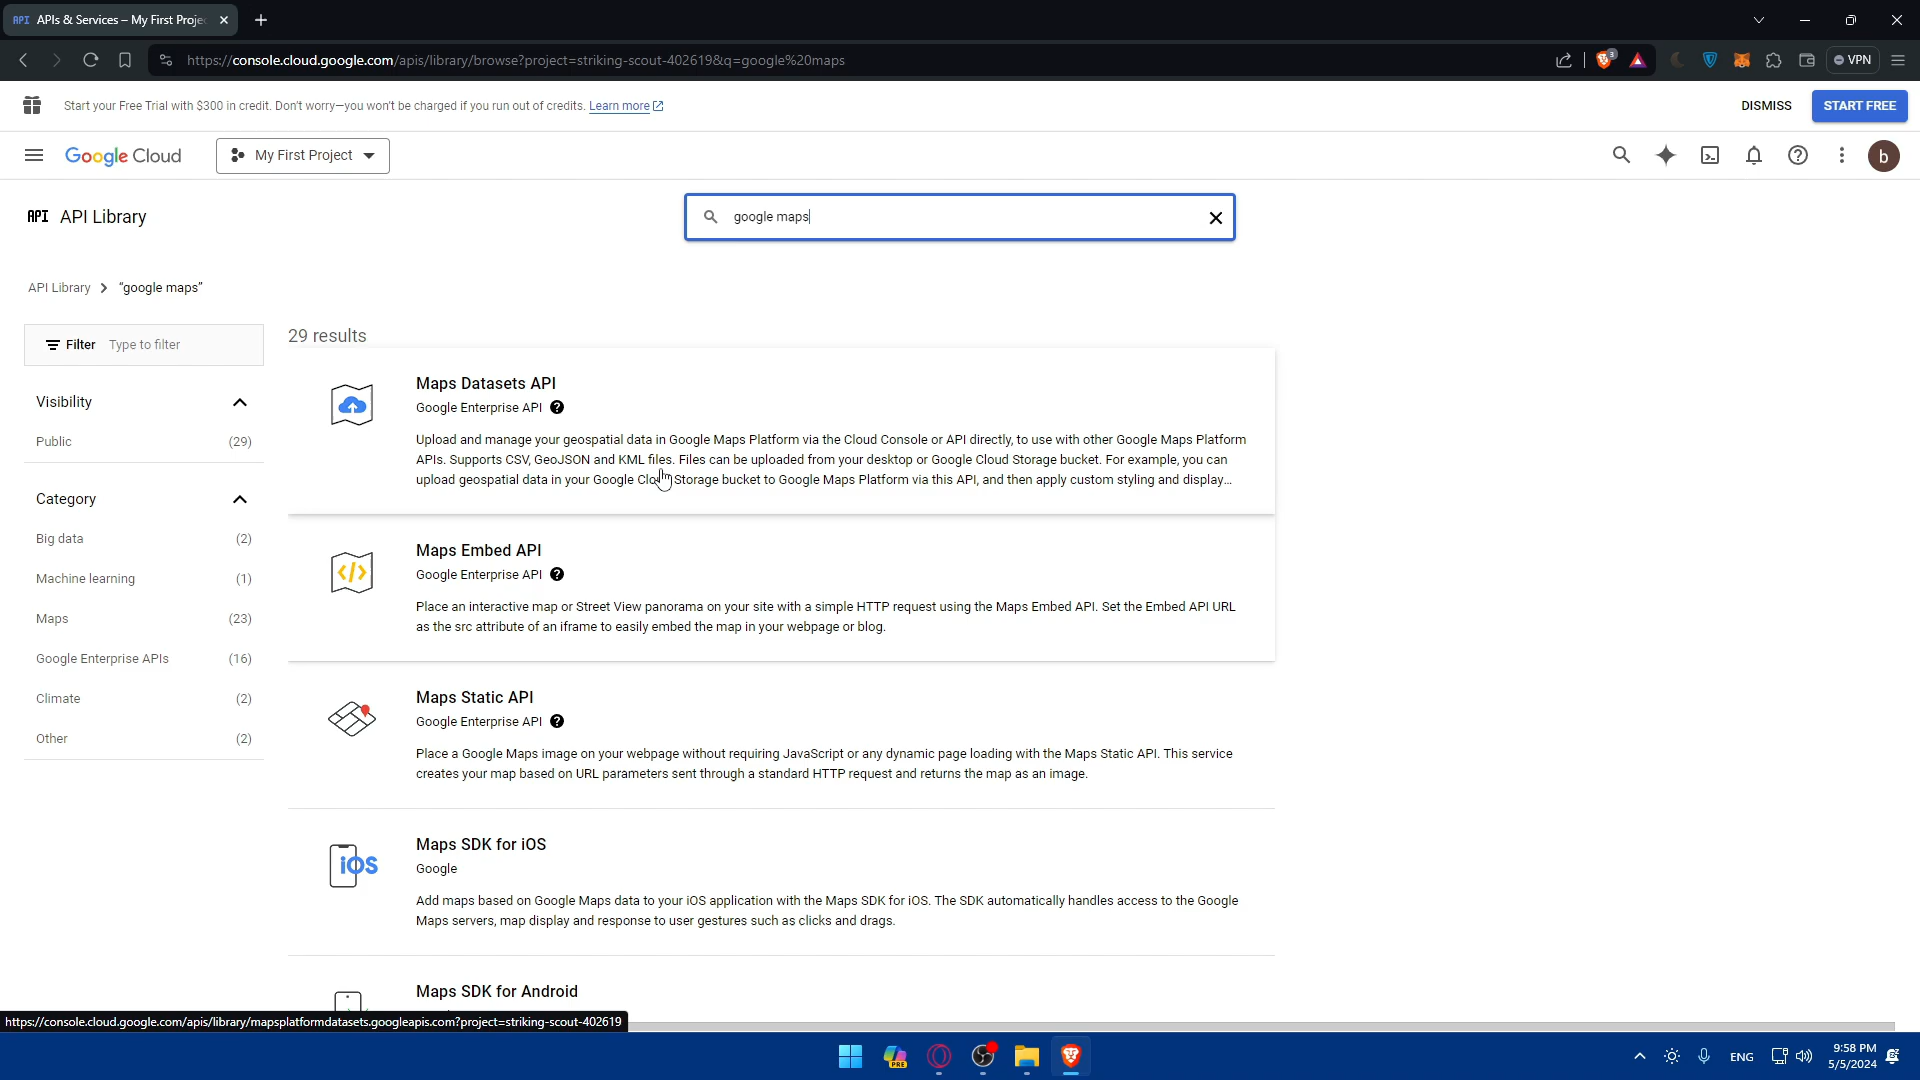 API APIs & Services – My First Proje
https://console.cloud.google.com/apis/library/browse?project=striking-scout-402619&q=google%20maps
3
VPN
Start your Free Trial with $300 in credit. Don't worry—you won't be charged if you run out of credits. Learn more
DISMISS
START FREE
Google Cloud
My First Project
b
API API Library
google maps
API Library
“google maps”
Filter Type to filter
29 results
Visibility
Public (29)
Category
Big data (2)
Machine learning (1)
Maps (23)
Google Enterprise APIs (16)
Climate (2)
Other (2)
Maps Datasets API
Google Enterprise API
Upload and manage your geospatial data in Google Maps Platform via the Cloud Console or API directly, to use with other Google Maps Platform
APIs. Supports CSV, GeoJSON and KML files. Files can be uploaded from your desktop or Google Cloud Storage bucket. For example, you can
upload geospatial data in your Google Cloud Storage bucket to Google Maps Platform via this API, and then apply custom styling and display...
Maps Embed API
Google Enterprise API
Place an interactive map or Street View panorama on your site with a simple HTTP request using the Maps Embed API. Set the Embed API URL
as the src attribute of an iframe to easily embed the map in your webpage or blog.
Maps Static API
Google Enterprise API
Place a Google Maps image on your webpage without requiring JavaScript or any dynamic page loading with the Maps Static API. This service
creates your map based on URL parameters sent through a standard HTTP request and returns the map as an image.
iOS
Maps SDK for iOS
Google
Add maps based on Google Maps data to your iOS application with the Maps SDK for iOS. The SDK automatically handles access to the Google
Maps servers, map display and response to user gestures such as clicks and drags.
Maps SDK for Android
https://console.cloud.google.com/apis/library/mapsplatformdatasets.googleapis.com?project=striking-scout-402619
PRE
ENG
9:58 PM
5/5/2024